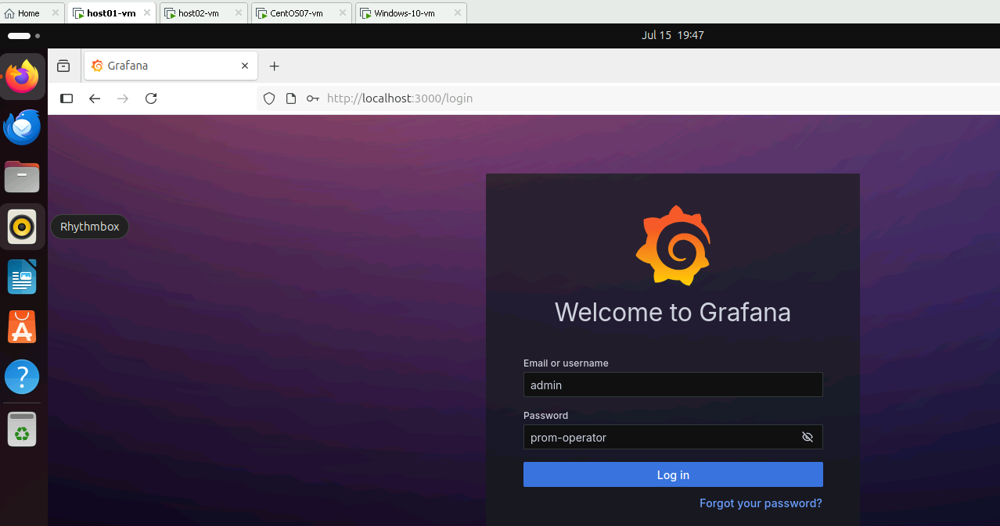 Home
host01-vm
host02-vm
CentOS07-vm
Windows-10-vm
Jul 15 19:47
Grafana
http://localhost:3000/login
Rhythmbox
Welcome to Grafana
Email or username
admin
Password
prom-operator
Log in
Forgot your password?